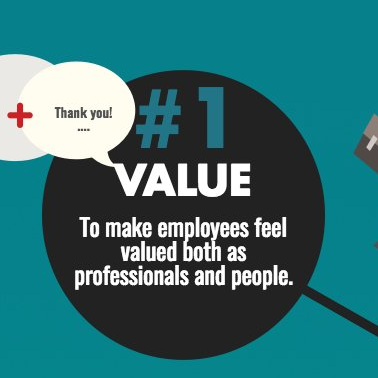 Thank you!
....
#1
VALUE
To make employees feel
valued both as
professionals and people.